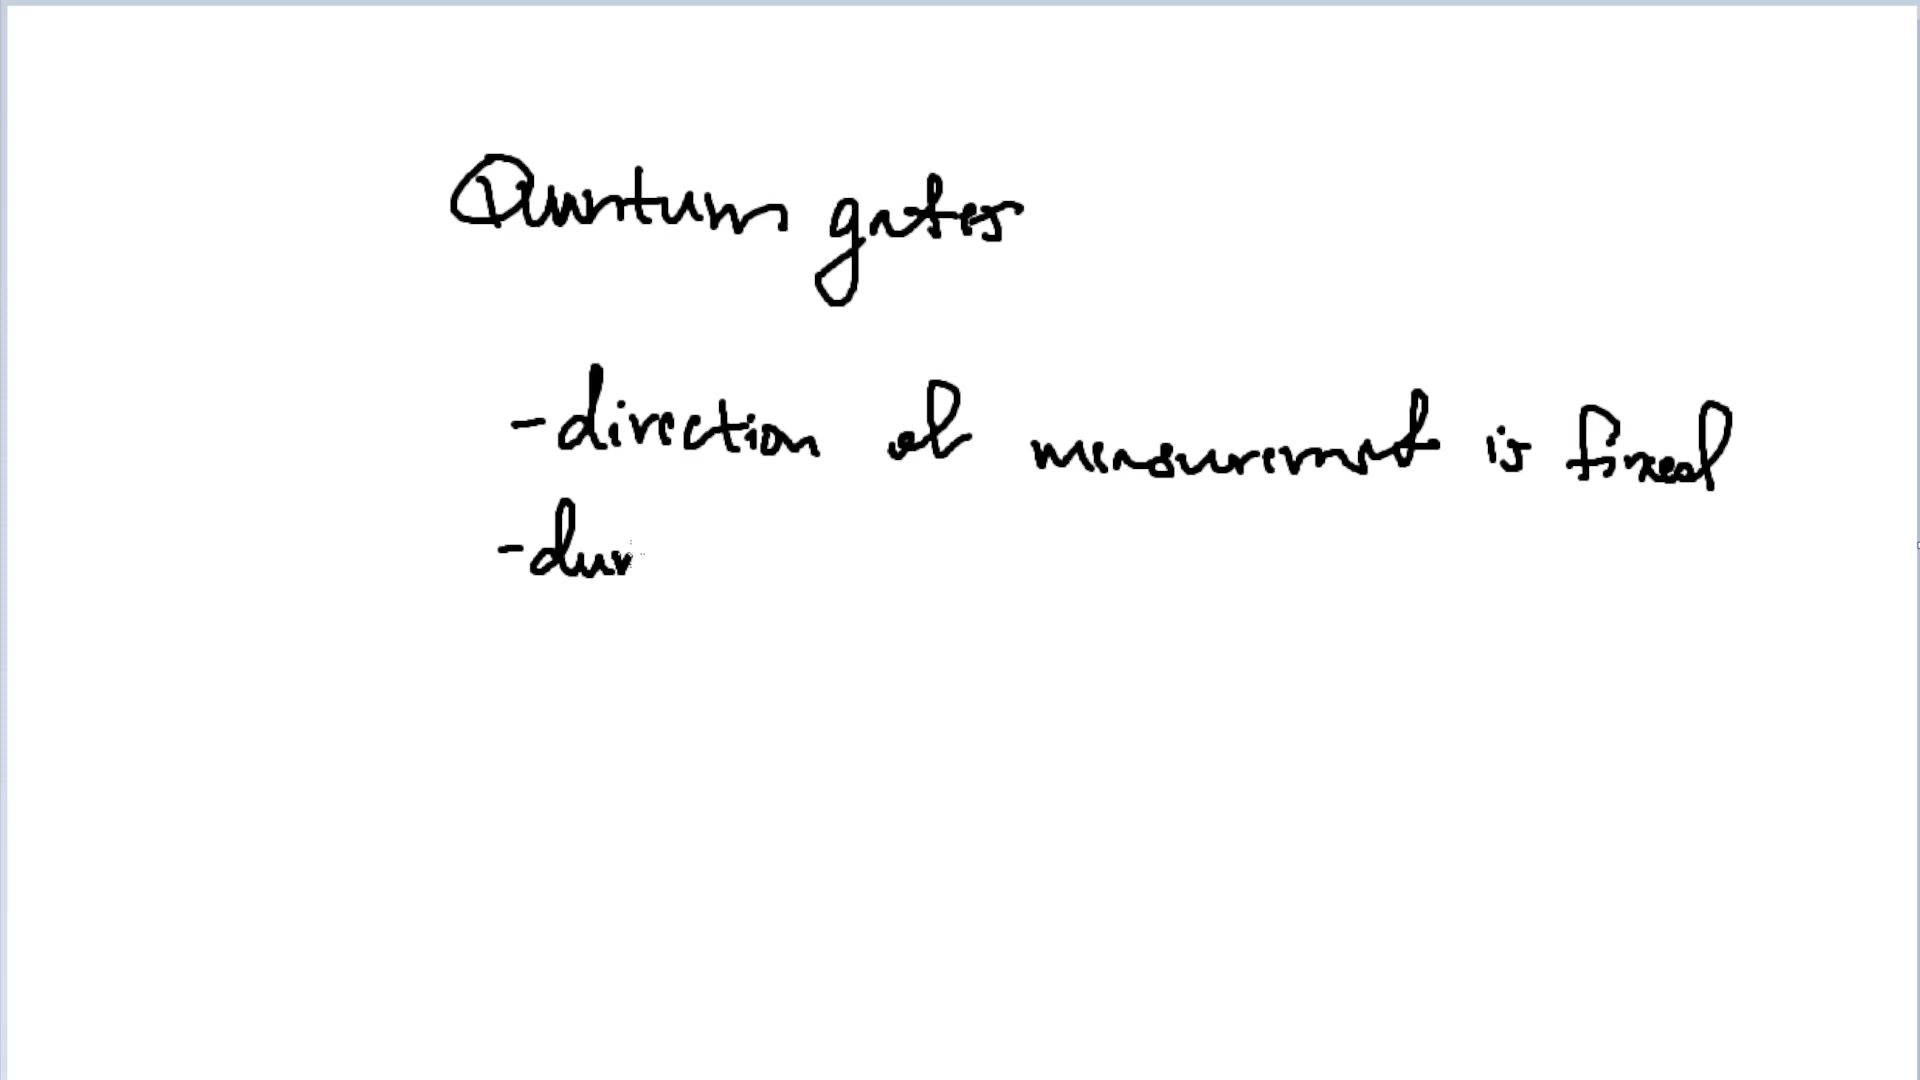 Quantum gates
- direction of measurement is fixed
- dur